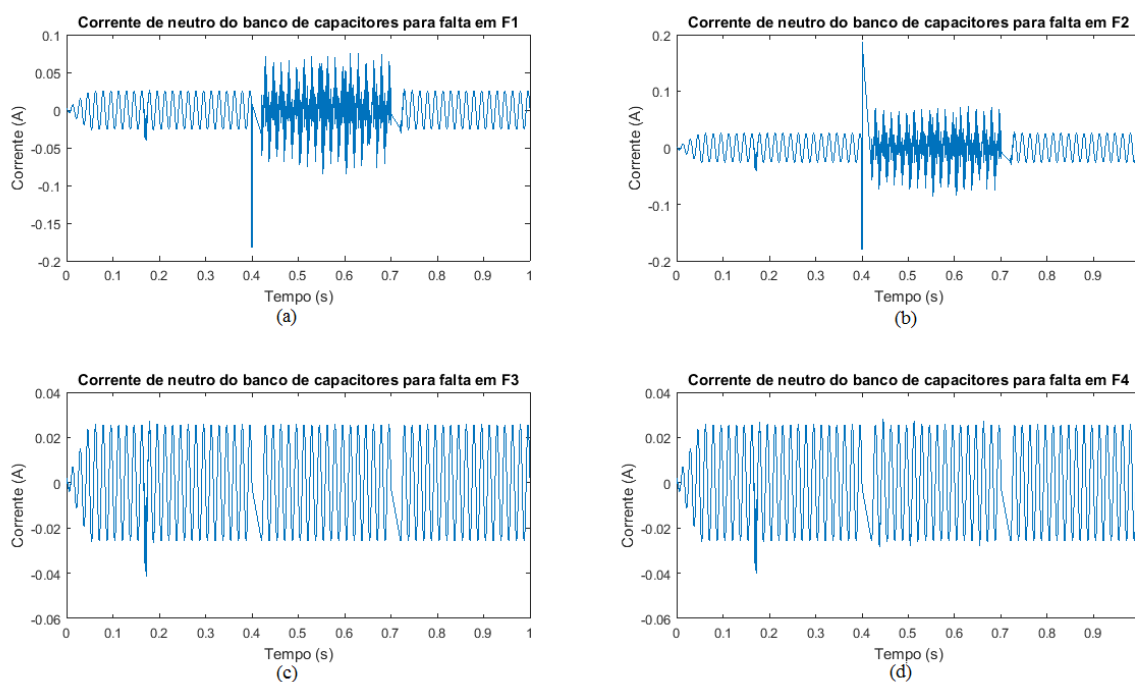 Corrente de neutro do banco de capacitores para falta em F1
0.1
0.05
0
-0.05
-0.1
-0.15
-0.2
Corrente (A)
0 0.1 0.2 0.3 0.4 0.5 0.6 0.7 0.8 0.9 1
Tempo (s)
(a)
Corrente de neutro do banco de capacitores para falta em F2
0.2
0.1
0
-0.1
-0.2
Corrente (A)
0 0.1 0.2 0.3 0.4 0.5 0.6 0.7 0.8 0.9
Tempo (s)
(b)
Corrente de neutro do banco de capacitores para falta em F3
0.04
0.02
0
-0.02
-0.04
-0.06
Corrente (A)
0 0.1 0.2 0.3 0.4 0.5 0.6 0.7 0.8 0.9 1
Tempo (s)
(c)
Corrente de neutro do banco de capacitores para falta em F4
0.04
0.02
0
-0.02
-0.04
-0.06
Corrente (A)
0 0.1 0.2 0.3 0.4 0.5 0.6 0.7 0.8 0.9
Tempo (s)
(d)